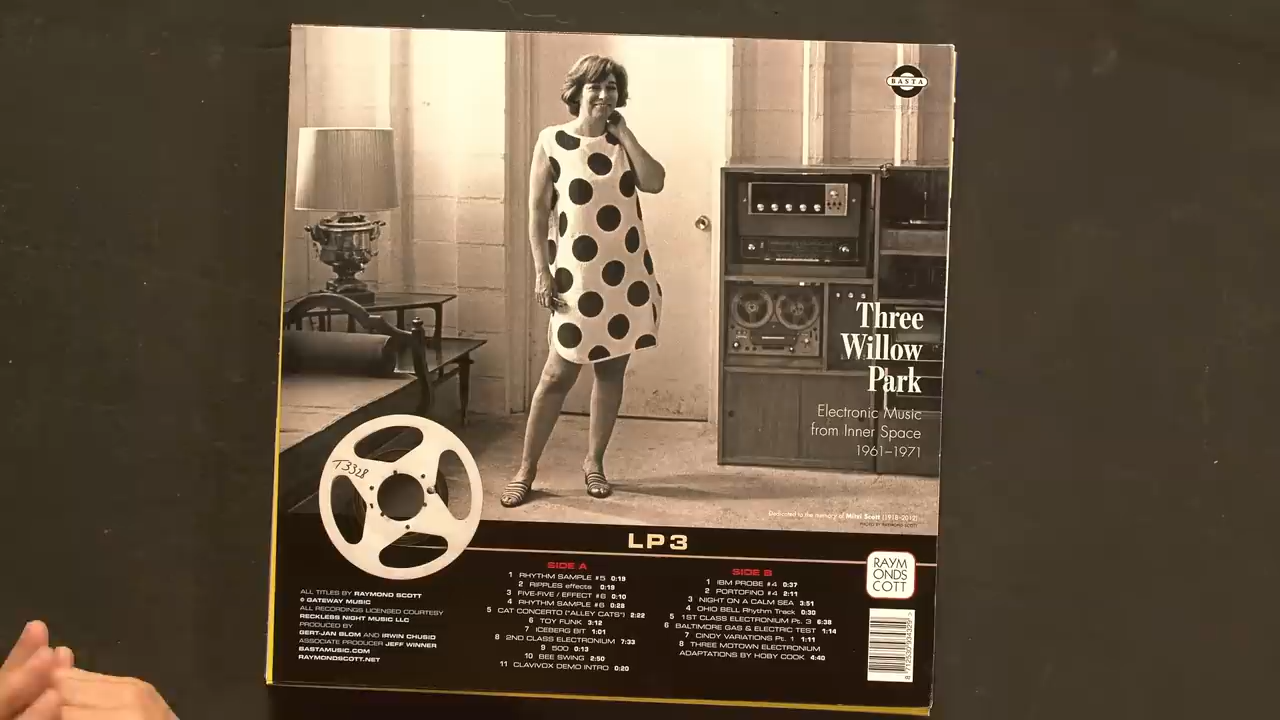 BASTA
Three
Willow
Park
Electronic Music
from Inner Space
1961–1971
T3328
Dedicated to the memory of Mitzi Scott (1918–2012)
LP3
ALL TITLES BY RAYMOND SCOTT
GATEWAY MUSIC
ALL RECORDINGS LICENSED COURTESY
RECKLESS NIGHT MUSIC LLC
PRODUCED BY
GERT-JAN BLOM AND IRWIN CHUSID
ASSOCIATE PRODUCER JEFF WINNER
BASTAMUSIC.COM
RAYMONDSCOTT.NET
SIDE A
1 RHYTHM SAMPLE #5 0:19
2 RIPPLES effects 0:19
3 FIVE-FIVE / EFFECT #6 0:10
4 RHYTHM SAMPLE #6 0:28
5 CAT CONCERTO ("ALLEY CATS") 2:22
6 TOY FUNK 3:12
7 ICEBERG BIT 1:01
8 2ND CLASS ELECTRONIUM 7:33
9 500 0:13
10 BEE SWING 2:50
11 CLAVIVOX DEMO INTRO 0:20
SIDE B
1 IBM PROBE #4 0:37
2 PORTOFINO #4 2:11
3 NIGHT ON A CALM SEA 3:51
4 OHIO BELL Rhythm Track 0:30
5 1ST CLASS ELECTRONIUM Pt. 3 6:38
6 BALTIMORE GAS & ELECTRIC TEST 1:14
7 CINDY VARIATIONS Pt. 1 1:11
8 THREE MOTOWN ELECTRONIUM
ADAPTATIONS BY HOBY COOK 4:40
RAYM
ONDS
COTT